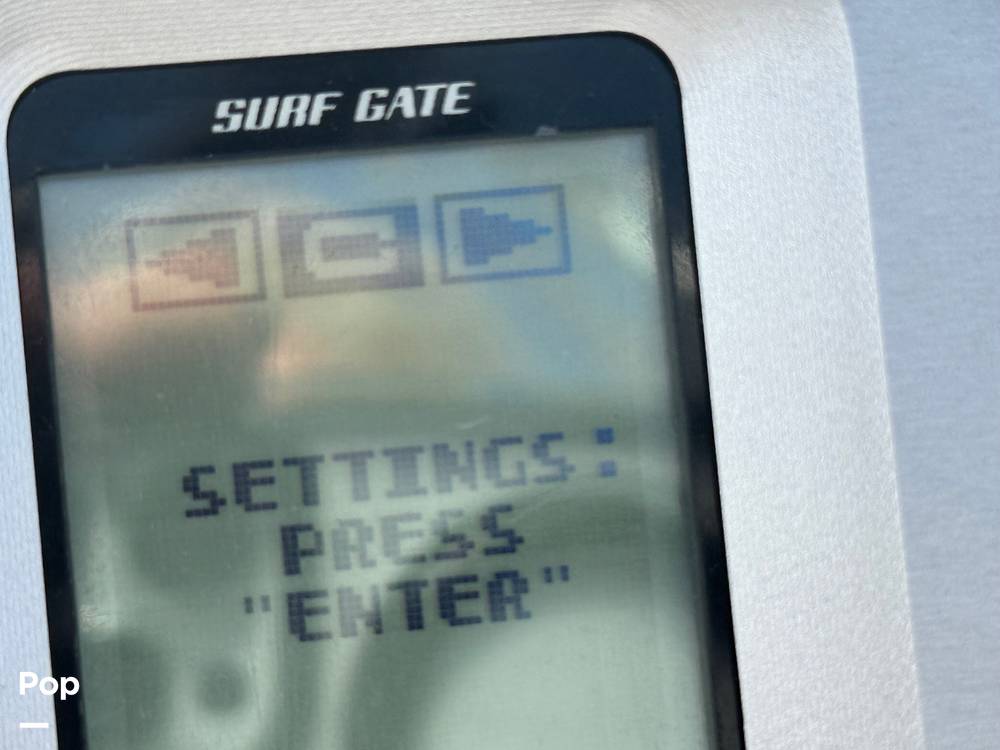 SURF GATE
SETTINGS:
PRESS
"ENTER"
Pop